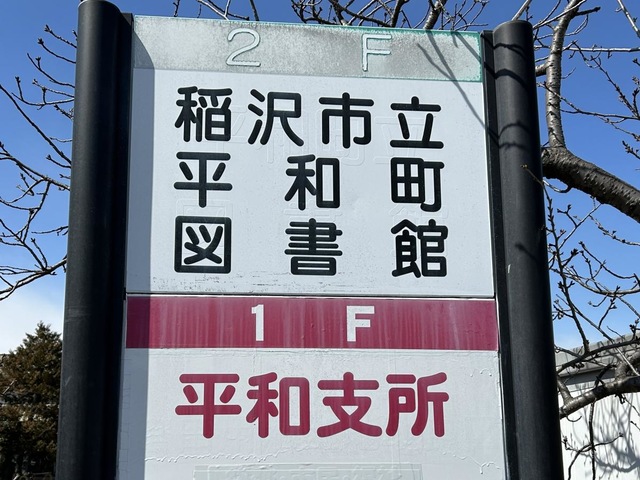 2F
稲沢市立
平和町
図書館
1F
平和支所